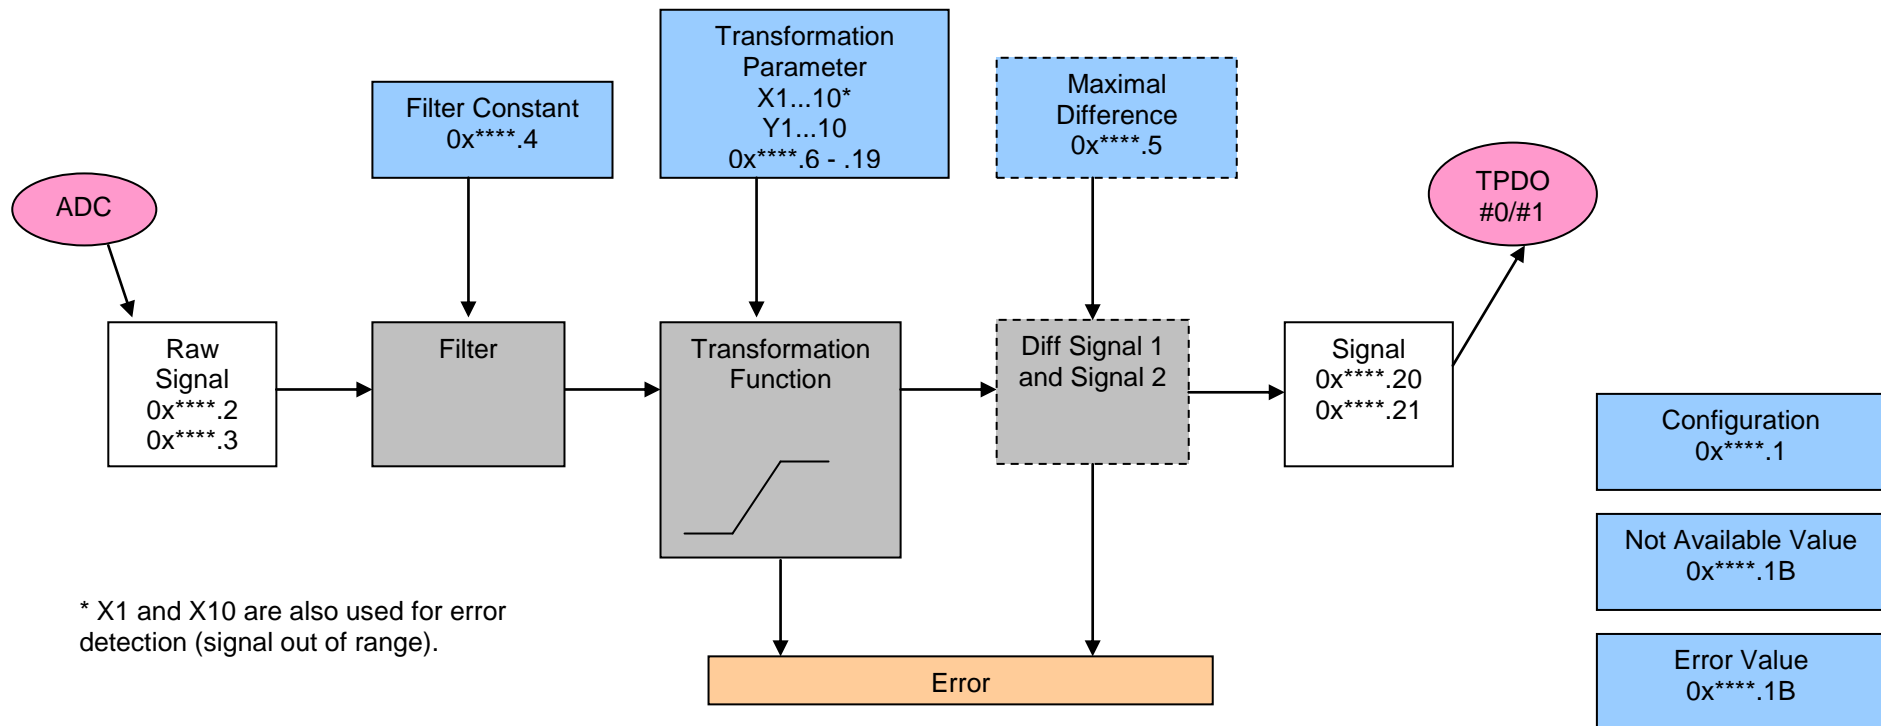 Transformation
Parameter
X1...10*
Y1...10
0x****.6 - .19
Filter Constant
0x****.4
Maximal
Difference
0x****.5
ADC
TPDO
#0/#1
Raw
Signal
0x****.2
0x****.3
Filter
Transformation
Function
Diff Signal 1
and Signal 2
Signal
0x****.20
0x****.21
Configuration
0x****.1
Not Available Value
0x****.1B
Error Value
0x****.1B
* X1 and X10 are also used for error
detection (signal out of range).
Error